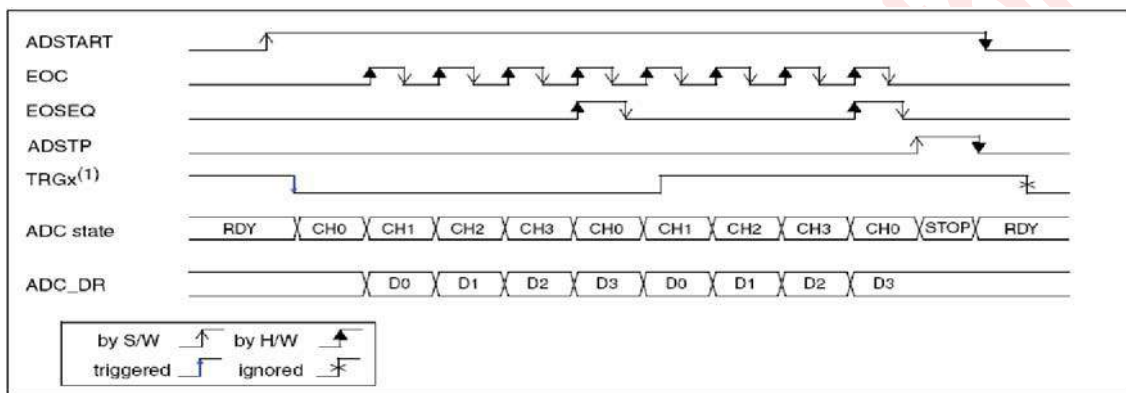 ADSTART
EOC
EOSEQ
ADSTP
TRGx(1)
ADC state RDY CH0 CH1 CH2 CH3 CH0 CH1 CH2 CH3 CH0 STOP RDY
ADC_DR D0 D1 D2 D3 D0 D1 D2 D3
by S/W by H/W
triggered ignored